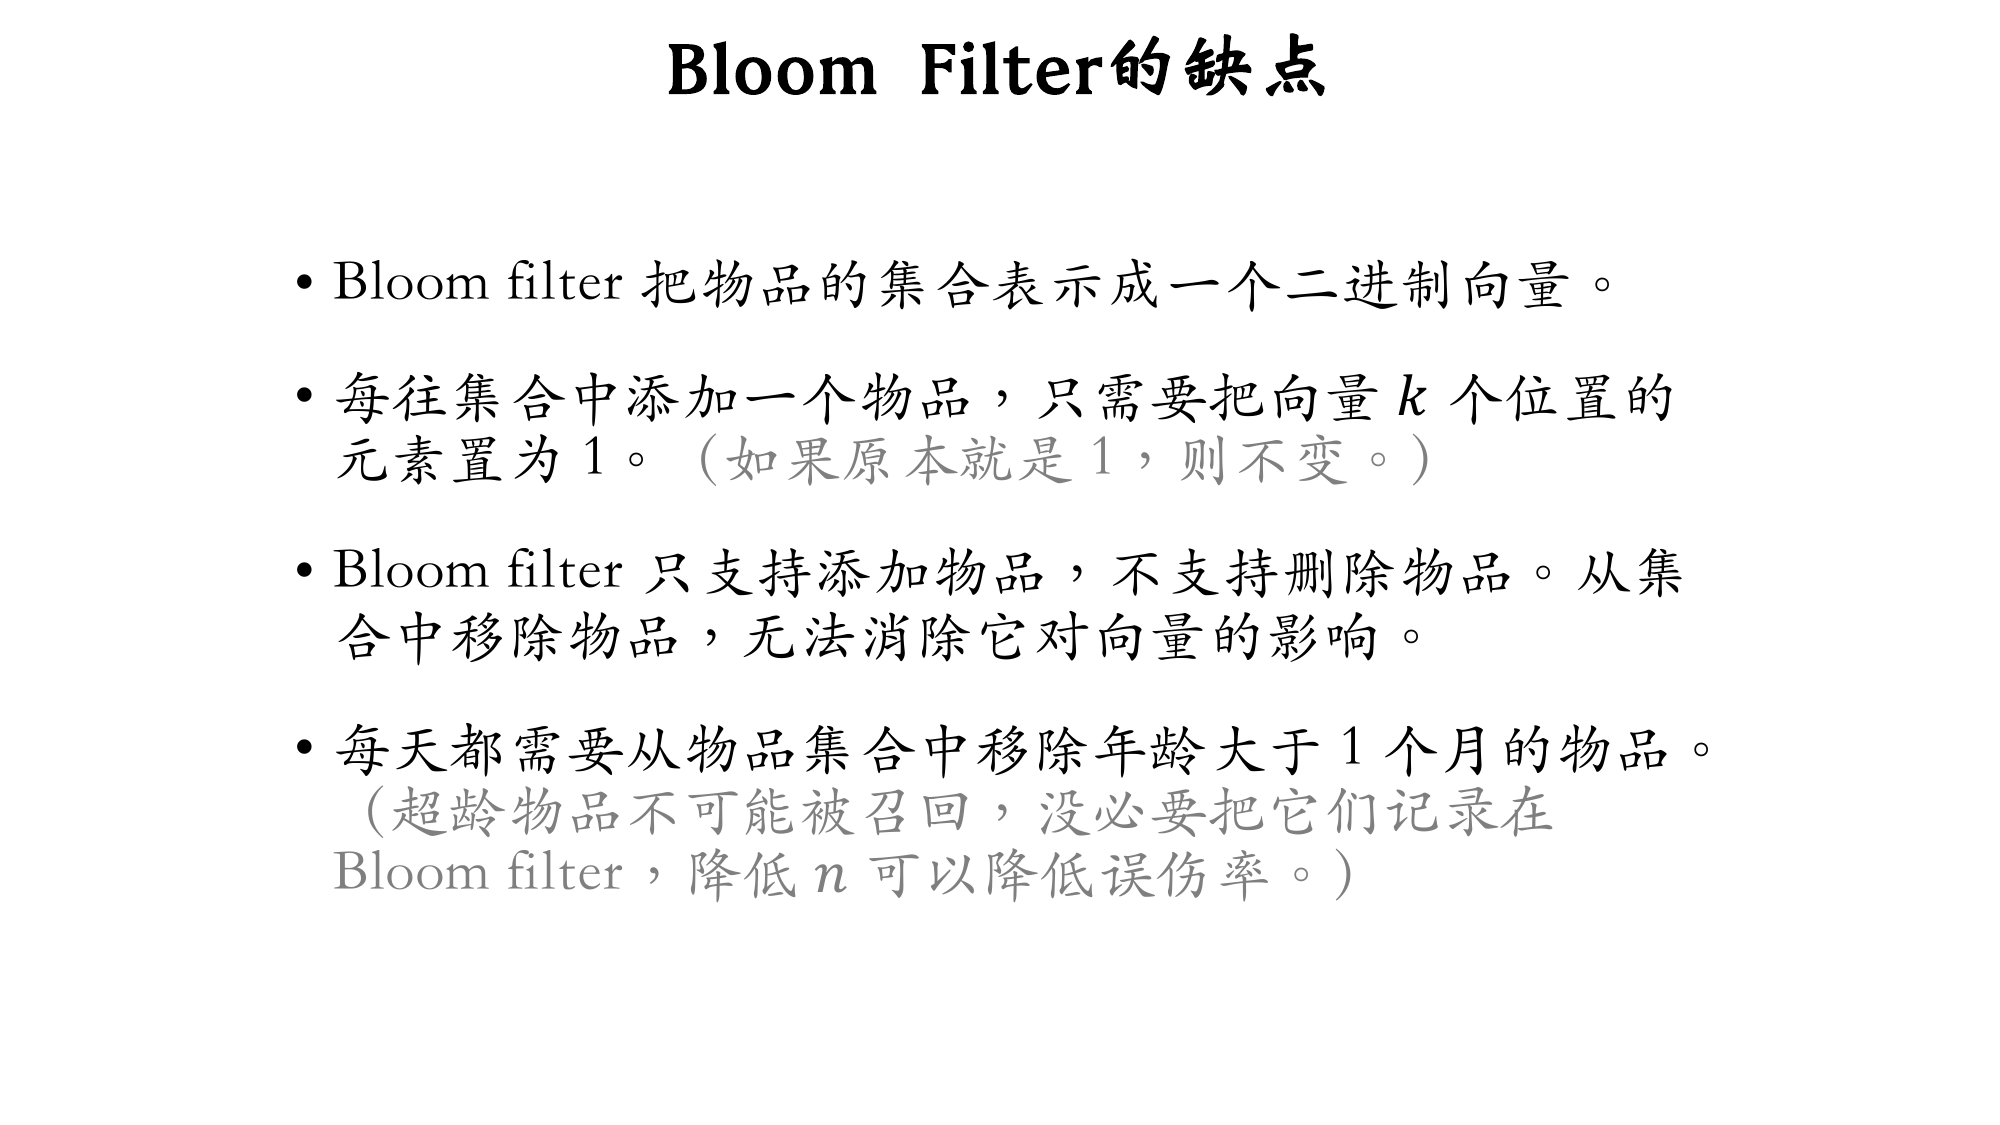 Bloom Filter的缺点
• Bloom filter 把物品的集合表示成一个二进制向量。
• 每往集合中添加一个物品，只需要把向量 k 个位置的
元素置为 1。（如果原本就是 1，则不变。）
• Bloom filter 只支持添加物品，不支持删除物品。从集
合中移除物品，无法消除它对向量的影响。
• 每天都需要从物品集合中移除年龄大于 1 个月的物品。
（超龄物品不可能被召回，没必要把它们记录在
Bloom filter，降低 n 可以降低误伤率。）